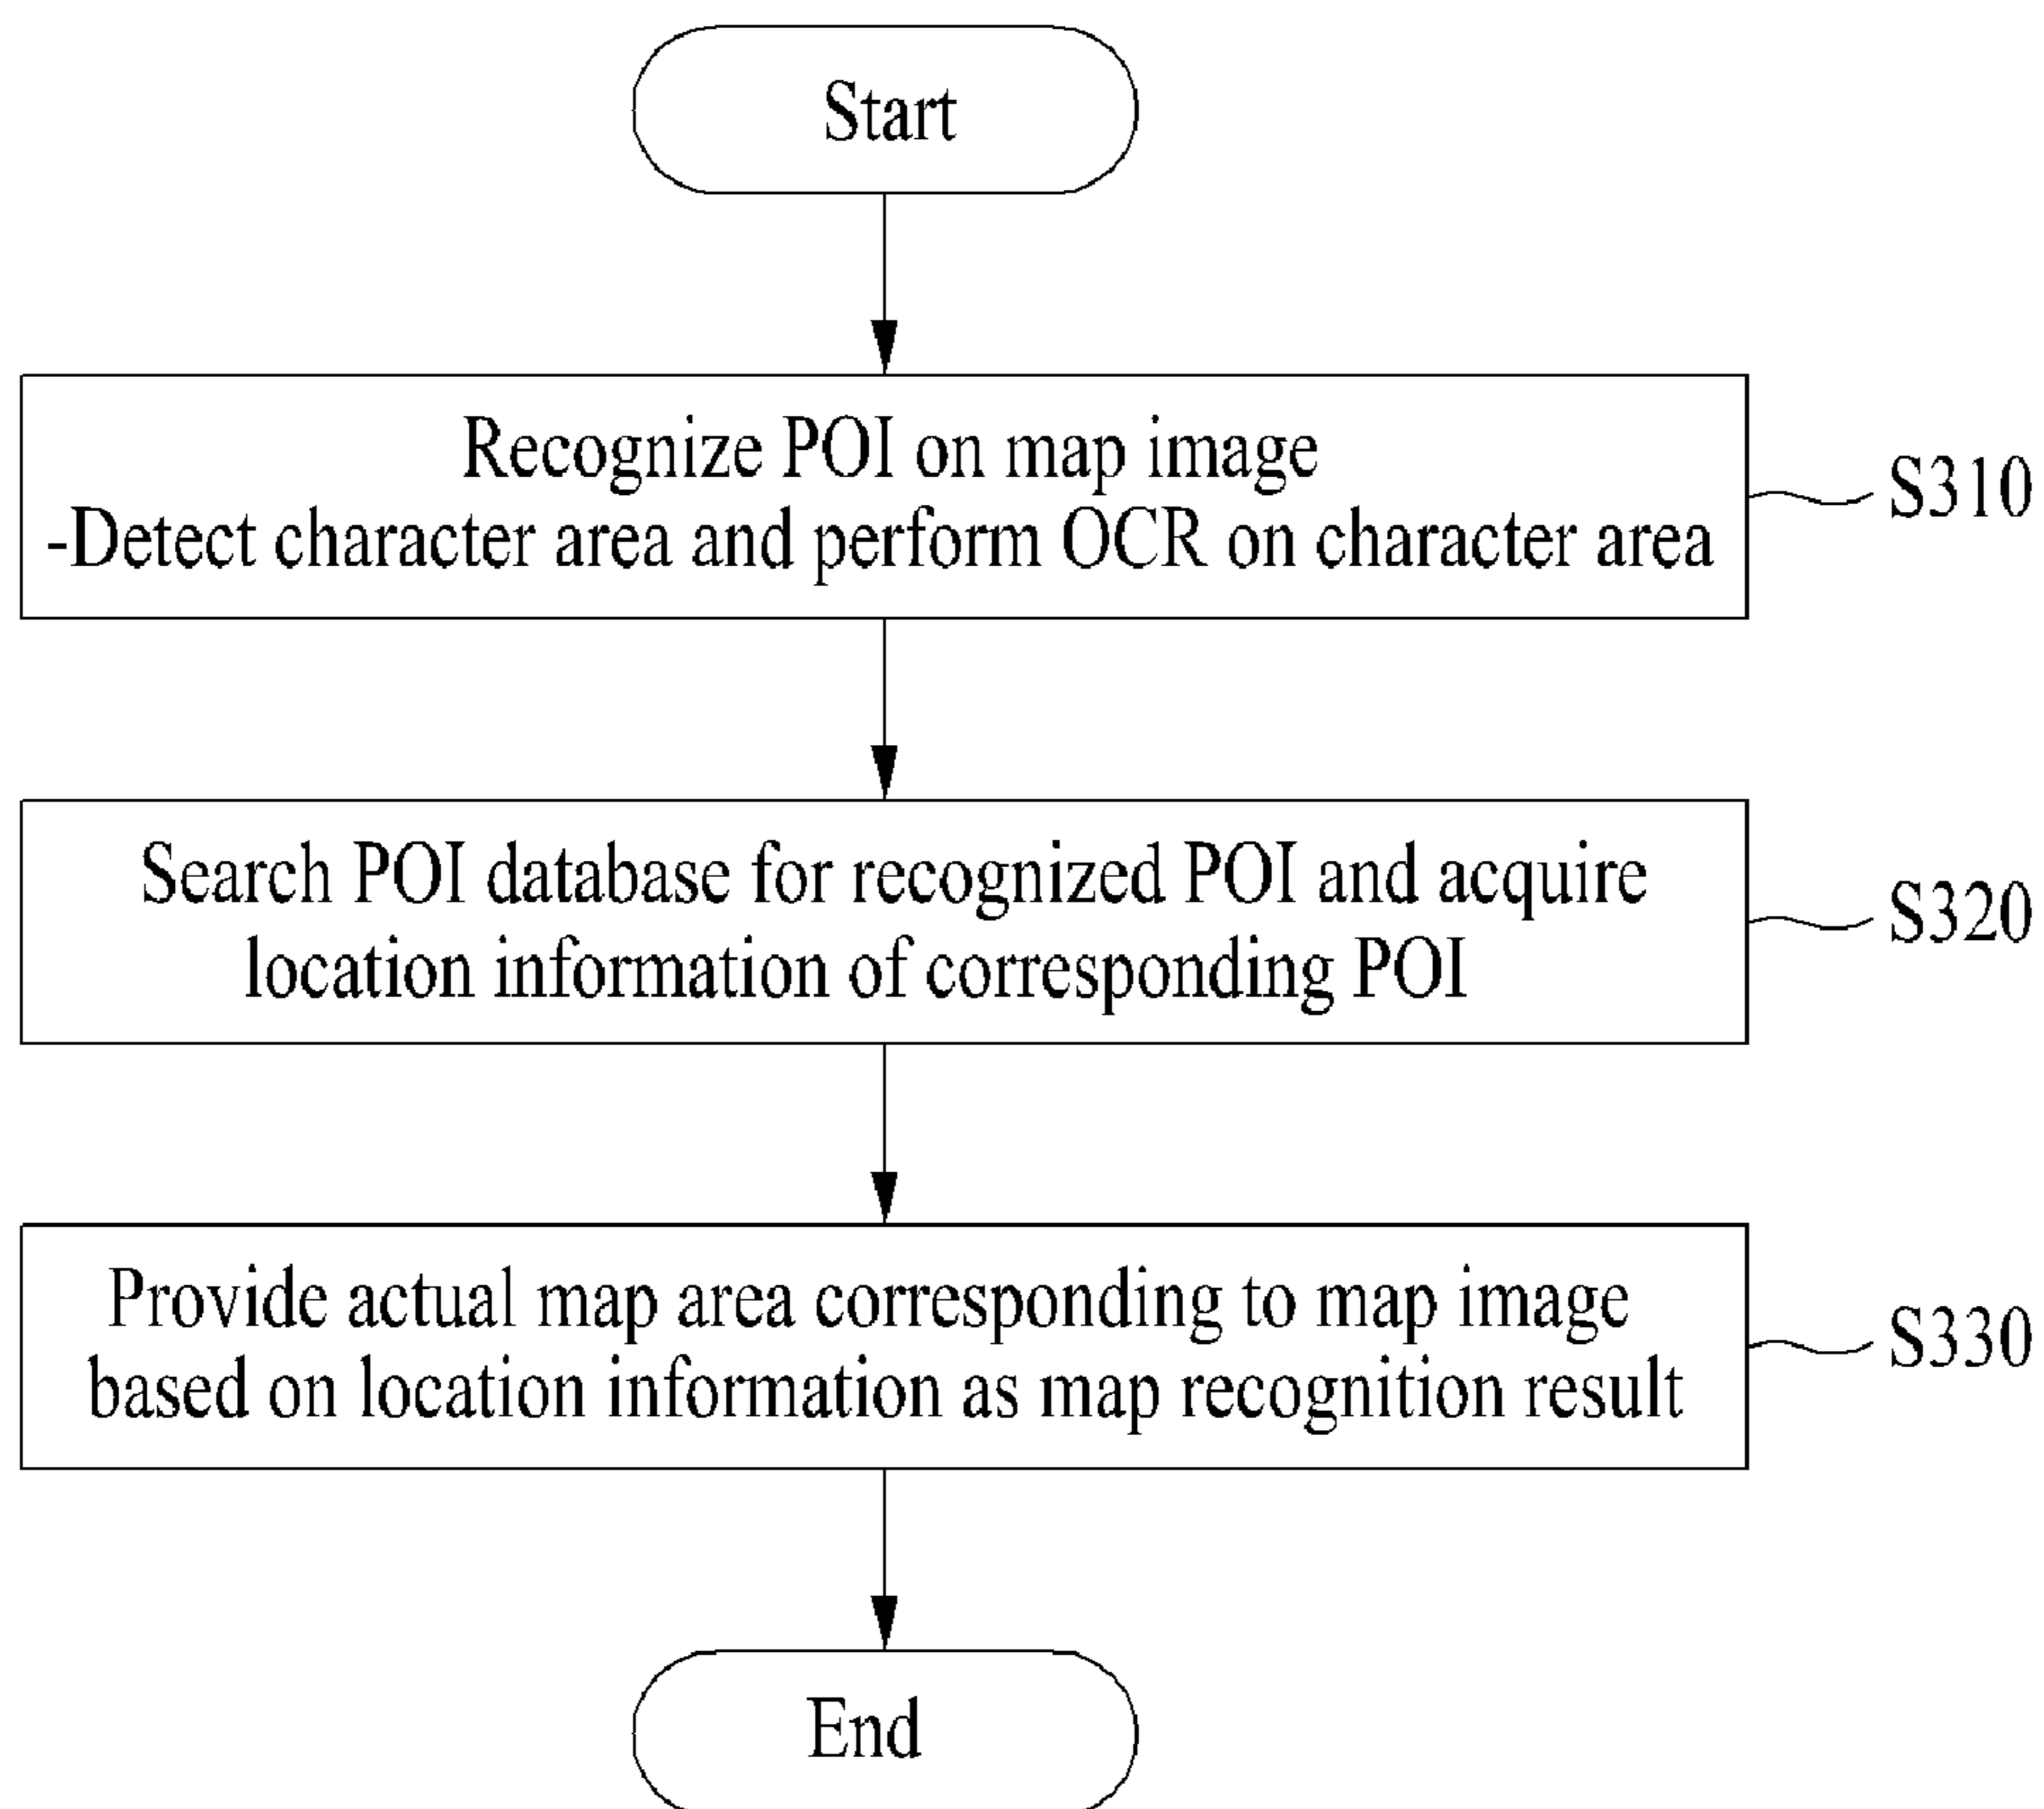 Start
Recognize POI on map image
-Detect character area and perform OCR on character area
S310
Search POI database for recognized POI and acquire
location information of corresponding POI
S320
Provide actual map area corresponding to map image
based on location information as map recognition result
S330
End